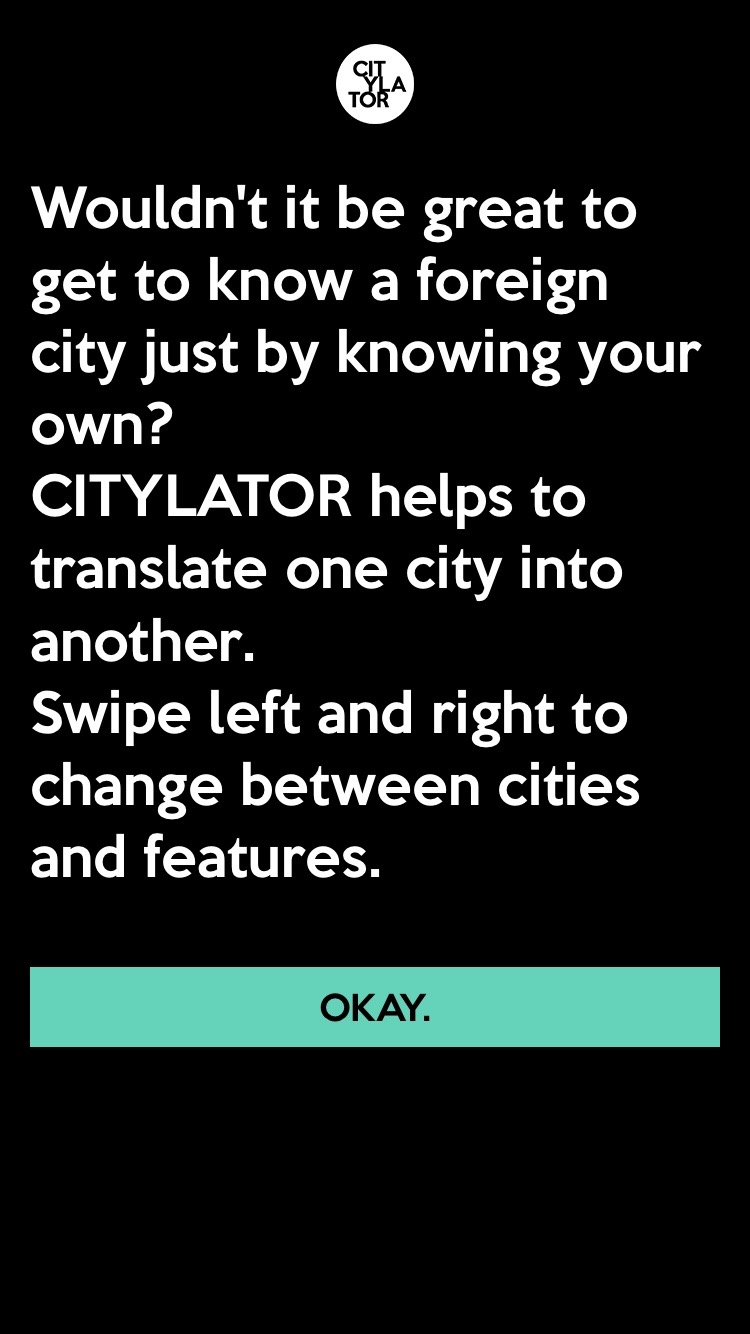 CIT
YLA
TOR
Wouldn't it be great to
get to know a foreign
city just by knowing your
own?
CITYLATOR helps to
translate one city into
another.
Swipe left and right to
change between cities
and features.
OKAY.